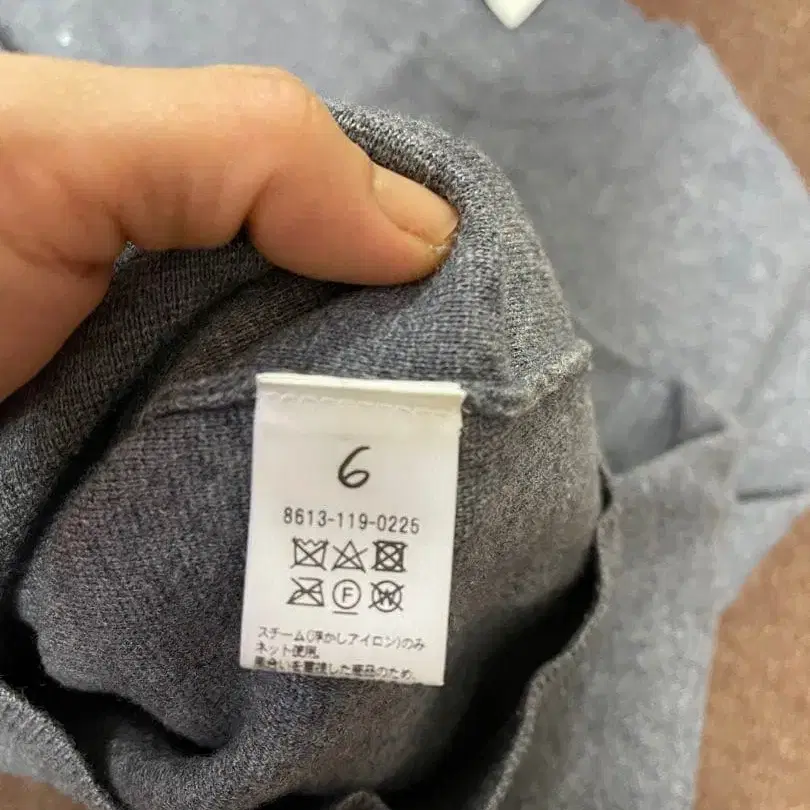 6
8613-119-0225
F W
スチーム(浮かしアイロン)のみ
ネット使用。
風合いを重視した商品のため、